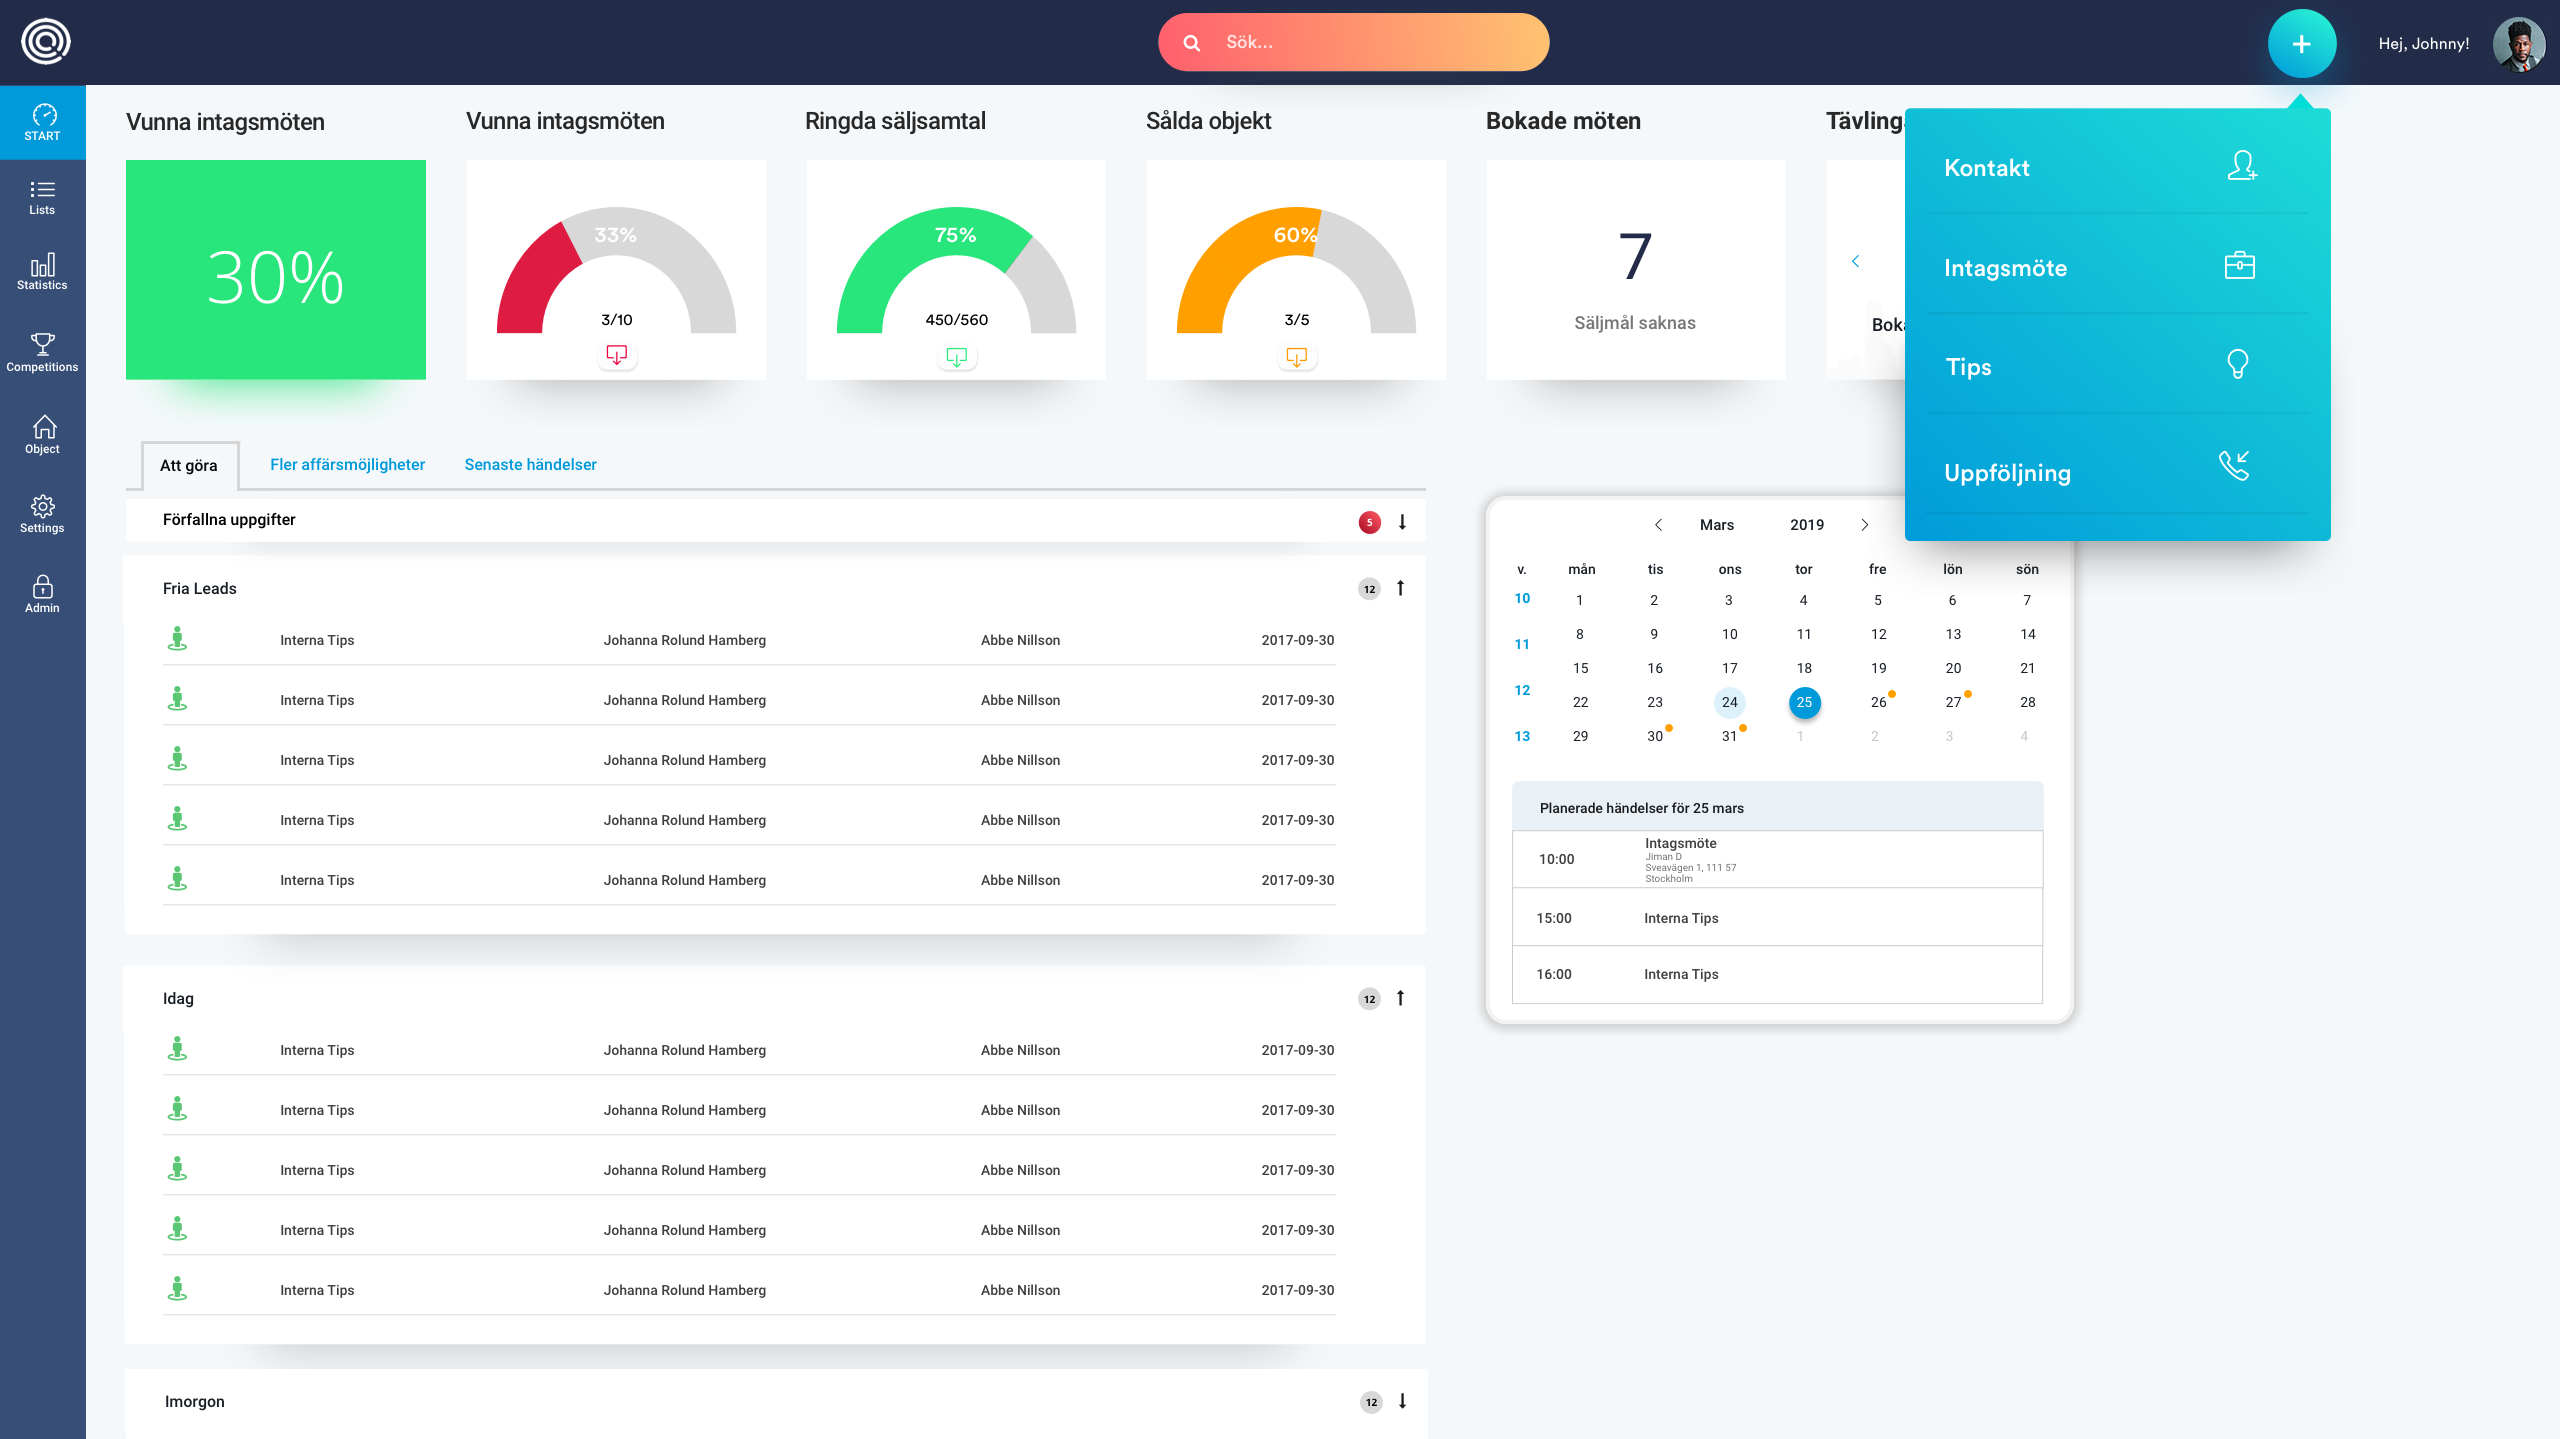 Sök...
+
Hej, Johnny!
START
Lists
Statistics
Competitions
Object
Settings
Admin
Vunna intagsmöten
30%
Vunna intagsmöten
33%
3/10
Ringda säljsamtal
75%
450/560
Sålda objekt
60%
3/5
Bokade möten
7
Säljmål saknas
Kontakt
Intagsmöte
Tips
Uppföljning
Att göra
Fler affärsmöjligheter
Senaste händelser
Förfallna uppgifter
5
Fria Leads
12
Interna Tips Johanna Rolund Hamberg Abbe Nillson 2017-09-30
Interna Tips Johanna Rolund Hamberg Abbe Nillson 2017-09-30
Interna Tips Johanna Rolund Hamberg Abbe Nillson 2017-09-30
Interna Tips Johanna Rolund Hamberg Abbe Nillson 2017-09-30
Interna Tips Johanna Rolund Hamberg Abbe Nillson 2017-09-30
Idag
12
Interna Tips Johanna Rolund Hamberg Abbe Nillson 2017-09-30
Interna Tips Johanna Rolund Hamberg Abbe Nillson 2017-09-30
Interna Tips Johanna Rolund Hamberg Abbe Nillson 2017-09-30
Interna Tips Johanna Rolund Hamberg Abbe Nillson 2017-09-30
Interna Tips Johanna Rolund Hamberg Abbe Nillson 2017-09-30
Imorgon
12
Mars 2019
v. mån tis ons tor fre lön sön
10 1 2 3 4 5 6 7
11 8 9 10 11 12 13 14
15 16 17 18 19 20 21
12 22 23 24 25 26 27 28
13 29 30 31 1 2 3 4
Planerade händelser för 25 mars
10:00
Intagsmöte
Jiman D
Sveavägen 1, 111 57
Stockholm
15:00 Interna Tips
16:00 Interna Tips